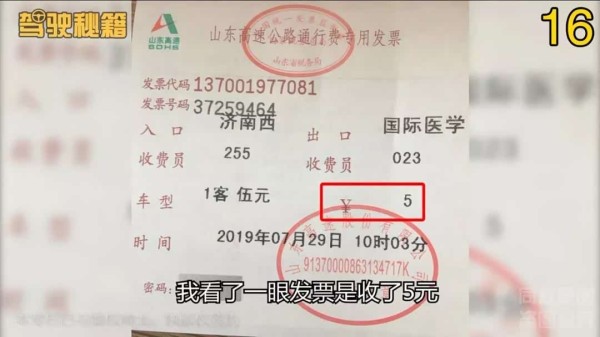 驾驶秘籍
16
山东高速
SDHS
山东高速公路通行费专用发票
发票代码 137001977081
发票号码 37259464
入口 济南西 出口 国际医学
收费员 255 收费员 023
车型 1客 伍元 ¥ 5
时间 2019年07月29日 10时03分
913700000863134717K
密码:
我看了一眼发票是收了5元